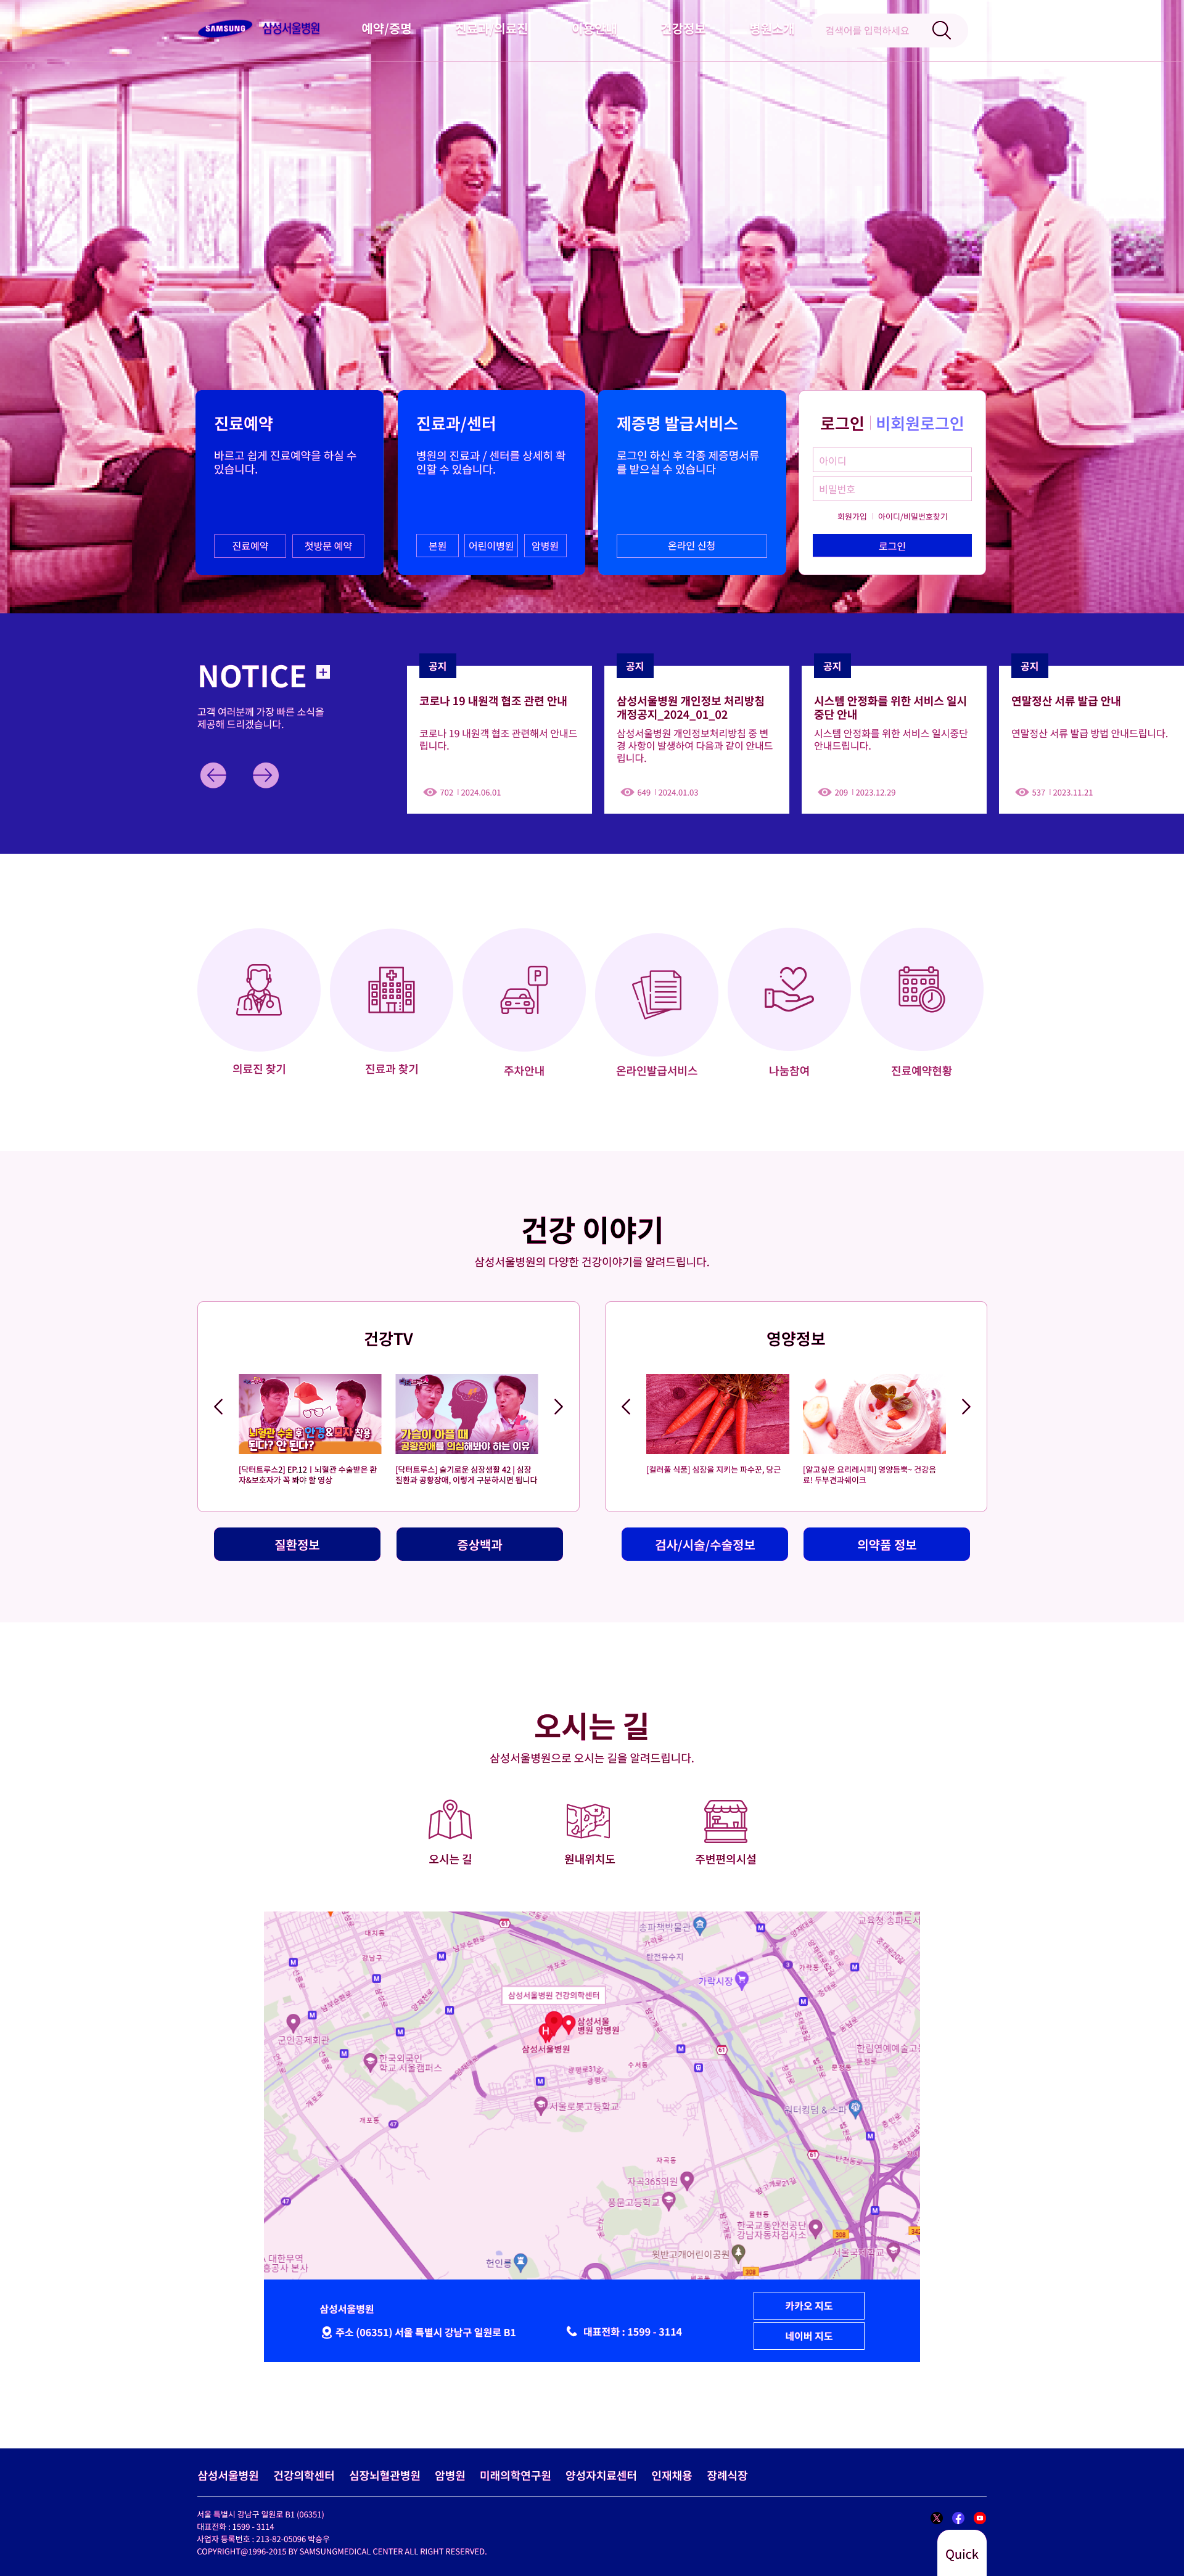 SAMSUNG 삼성서울병원
예약/증명
진료과/의료진
이용안내
건강정보
병원소개
검색어를 입력하세요
진료예약
바르고 쉽게 진료예약을 하실 수
있습니다.
진료예약
첫방문 예약
진료과/센터
병원의 진료과 / 센터를 상세히 확
인할 수 있습니다.
본원
어린이병원
암병원
제증명 발급서비스
로그인 하신 후 각종 제증명서류
를 받으실 수 있습니다
온라인 신청
로그인 | 비회원로그인
아이디
비밀번호
회원가입 | 아이디/비밀번호찾기
로그인
NOTICE
고객 여러분께 가장 빠른 소식을
제공해 드리겠습니다.
공지
코로나 19 내원객 협조 관련 안내
코로나 19 내원객 협조 관련해서 안내드
립니다.
702 | 2024.06.01
공지
삼성서울병원 개인정보 처리방침
개정공지_2024_01_02
삼성서울병원 개인정보처리방침 중 변
경 사항이 발생하여 다음과 같이 안내드
립니다.
649 | 2024.01.03
공지
시스템 안정화를 위한 서비스 일시
중단 안내
시스템 안정화를 위한 서비스 일시중단
안내드립니다.
209 | 2023.12.29
공지
연말정산 서류 발급 안내
연말정산 서류 발급 방법 안내드립니다.
537 | 2023.11.21
의료진 찾기
진료과 찾기
P
주차안내
온라인발급서비스
나눔참여
진료예약현황
건강 이야기
삼성서울병원의 다양한 건강이야기를 알려드립니다.
건강TV
뇌혈관 수술 후 안경&모자 착용
된다? 안 된다?
가슴이 아플 때
공황장애를 의심해봐야 하는 이유
[닥터트루스2] EP.12ㅣ뇌혈관 수술받은 환
자&보호자가 꼭 봐야 할 영상
[닥터트루스] 슬기로운 심장생활 42 | 심장
질환과 공황장애, 이렇게 구분하시면 됩니다
영양정보
[컬러풀 식품] 심장을 지키는 파수꾼, 당근
[알고싶은 요리레시피] 영양듬뿍~ 건강음
료! 두부견과쉐이크
질환정보
증상백과
검사/시술/수술정보
의약품 정보
오시는 길
삼성서울병원으로 오시는 길을 알려드립니다.
오시는 길
원내위치도
주변편의시설
송파책박물관
탄천유수지
가락시장
대치동
강남구
남부순환로
개포로
삼성서울병원 건강의학센터
삼성서울
병원 암병원
삼성서울병원
군인공제회관
한국외국인
학교 서울캠퍼스
광평로31길
광평로
수서동
서울로봇고등학교
개포동
워터킹덤 & 스파
자곡동
자곡365의원
풍문고등학교
율현동
밤고개로21길
한국교통안전공단
강남자동차검사소
윗반고개어린이공원
헌인릉
대한무역
삼성서울병원
주소 (06351) 서울 특별시 강남구 일원로 B1
대표전화 : 1599 - 3114
카카오 지도
네이버 지도
삼성서울병원
건강의학센터
심장뇌혈관병원
암병원
미래의학연구원
양성자치료센터
인재채용
장례식장
서울 특별시 강남구 일원로 B1 (06351)
대표전화 : 1599 - 3114
사업자 등록번호 : 213-82-05096 박승우
COPYRIGHT@1996-2015 BY SAMSUNGMEDICAL CENTER ALL RIGHT RESERVED.
Quick